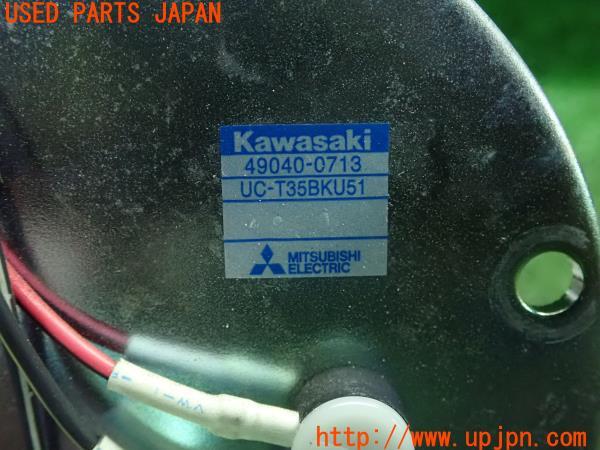 USED PARTS JAPAN
Kawasaki
49040-0713
UC-T35BKU51
MITSUBISHI
ELECTRIC
http://www.upjpn.com